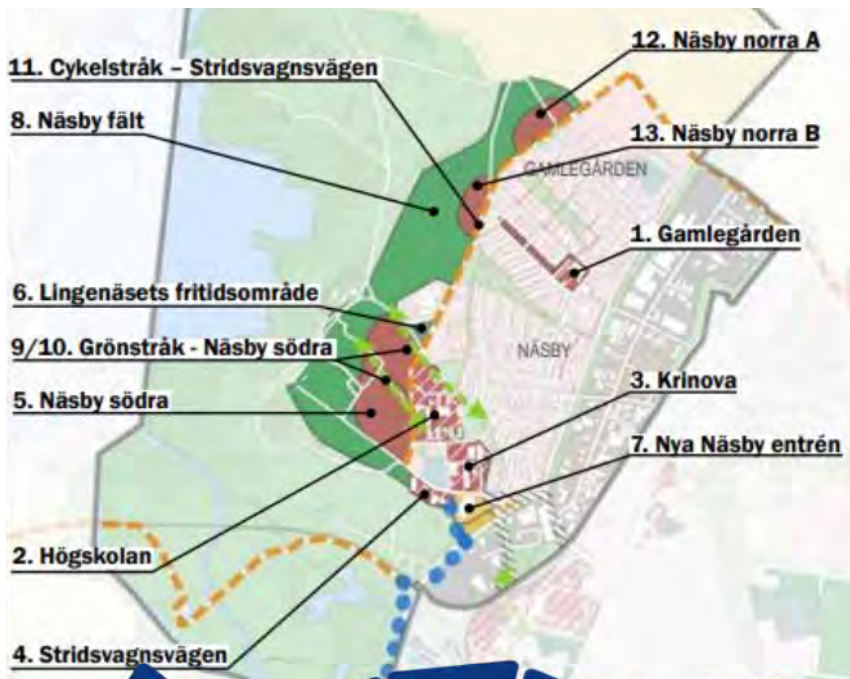 12. Näsby norra A
11. Cykelstråk – Stridsvagnsvägen
8. Näsby fält
13. Näsby norra B
GAMLEGÅRDEN
1. Gamlegården
6. Lingenäsets fritidsområde
9/10. Grönstråk - Näsby södra
NÄSBY
3. Krinova
5. Näsby södra
7. Nya Näsby entrén
2. Högskolan
4. Stridsvagnsvägen